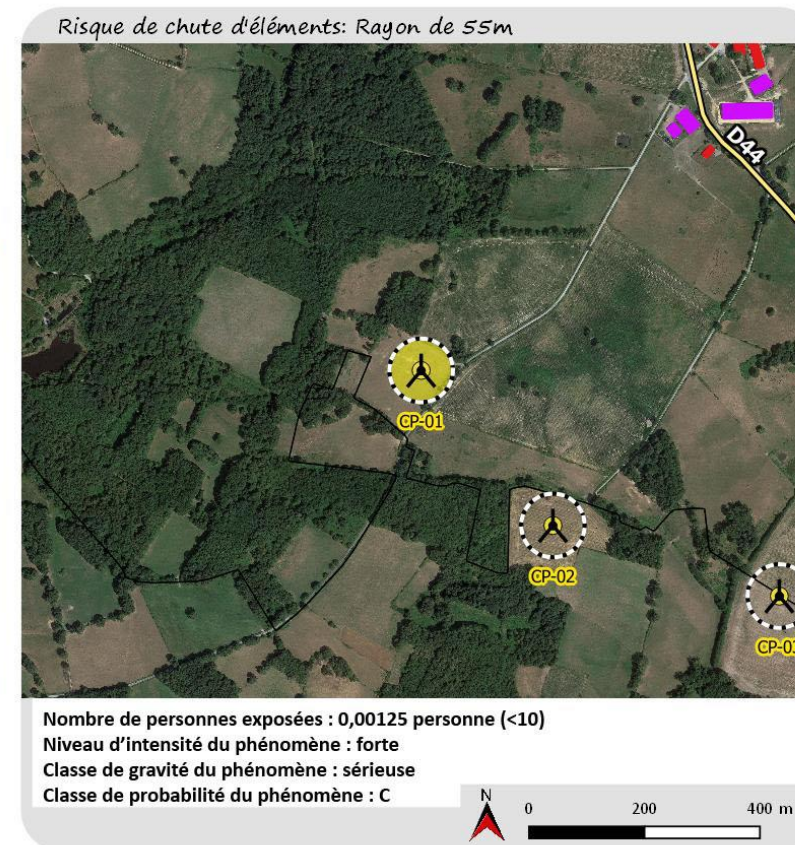 Risque de chute d'éléments: Rayon de 55m
D44
CP-01
CP-02
CP-03
Nombre de personnes exposées : 0,00125 personne (<10)
Niveau d'intensité du phénomène : forte
Classe de gravité du phénomène : sérieuse
Classe de probabilité du phénomène : C
N
0 200 400 m